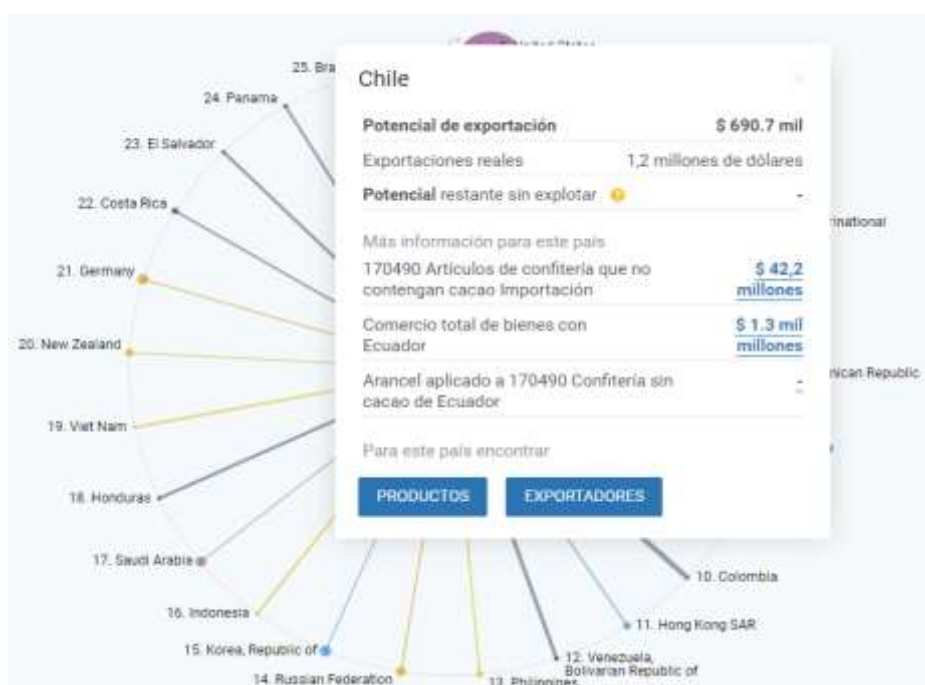 United States
25. Bra
24. Panama
23. El Salvador
22. Costa Rica
21. Germany
20. New Zealand
19. Viet Nam
18. Honduras
17. Saudi Arabia
16. Indonesia
15. Korea, Republic of
14. Russian Federation
13. Philippines
12. Venezuela,
Bolivarian Republic of
11. Hong Kong SAR
10. Colombia
nican Republic
Chile
Potencial de exportación $ 690.7 mil
Exportaciones reales 1,2 millones de dólares
Potencial restante sin explotar ? -
Más información para este país
170490 Artículos de confitería que no $ 42,2
contengan cacao Importación millones
Comercio total de bienes con $ 1.3 mil
Ecuador millones
Arancel aplicado a 170490 Confitería sin -
cacao de Ecuador
Para este país encontrar
PRODUCTOS EXPORTADORES